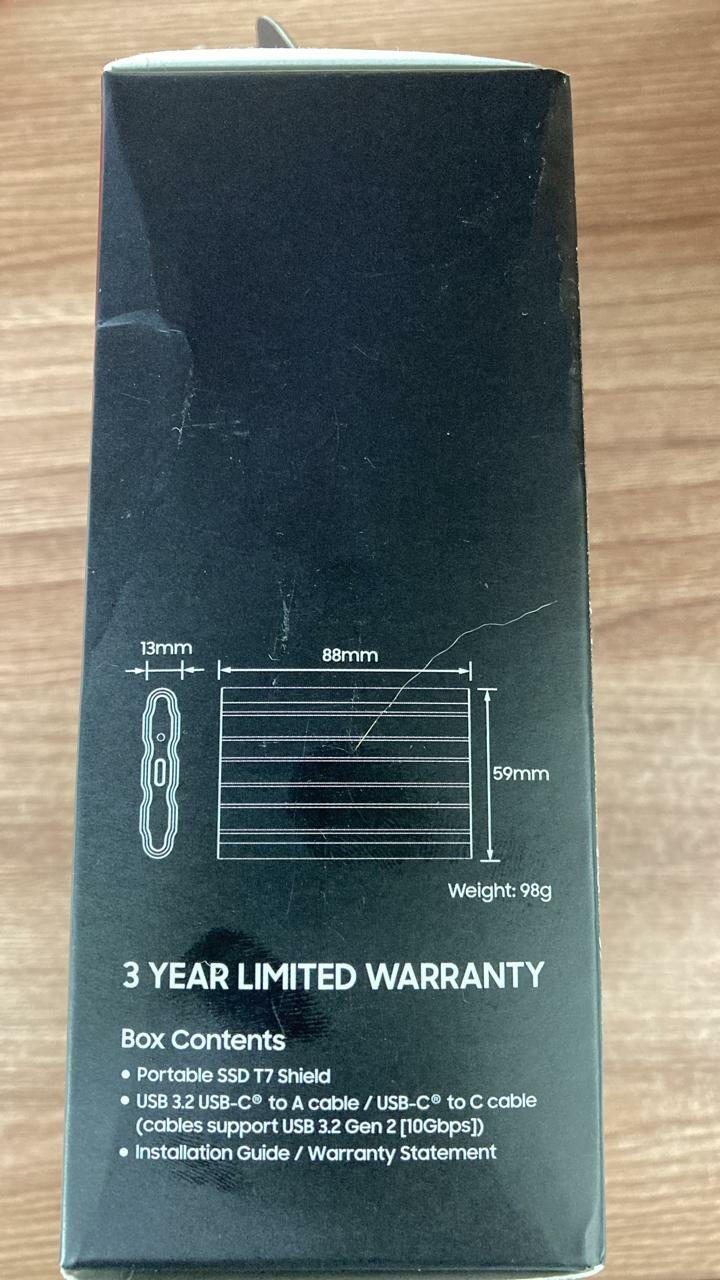 13mm
88mm
59mm
Weight: 98g
3 YEAR LIMITED WARRANTY
Box Contents
• Portable SSD T7 Shield
• USB 3.2 USB-C® to A cable / USB-C® to C cable
(cables support USB 3.2 Gen 2 [10Gbps])
• Installation Guide / Warranty Statement